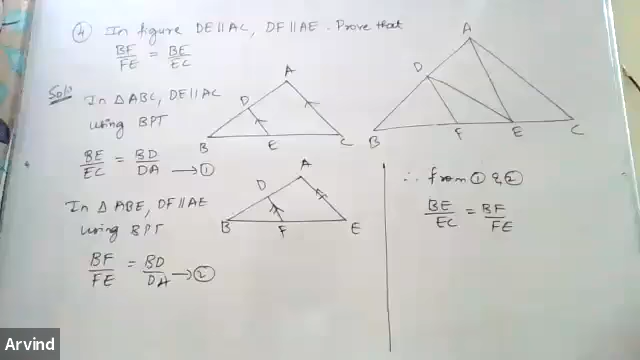 ④ In figure DE||AC, DF||AE. Prove that
BF/FE = BE/EC
Sol:
In △ABC, DE||AC
using BPT
BE/EC = BD/DA → ①
In △ABE, DF||AE
using BPT
BF/FE = BD/DA → ②
A
D
B
E
C
A
D
B
F
E
A
D
B
F
E
C
∴ from ① & ②
BE/EC = BF/FE
Arvind